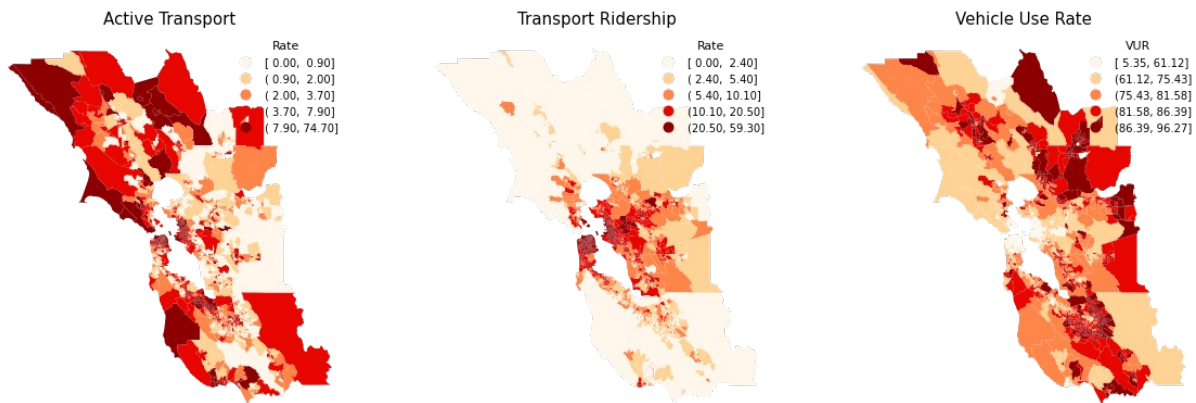 Active Transport
Rate
[ 0.00, 0.90]
( 0.90, 2.00]
( 2.00, 3.70]
( 3.70, 7.90]
( 7.90, 74.70]
Transport Ridership
Rate
[ 0.00, 2.40]
( 2.40, 5.40]
( 5.40, 10.10]
(10.10, 20.50]
(20.50, 59.30]
Vehicle Use Rate
VUR
[ 5.35, 61.12]
(61.12, 75.43]
(75.43, 81.58]
(81.58, 86.39]
(86.39, 96.27]